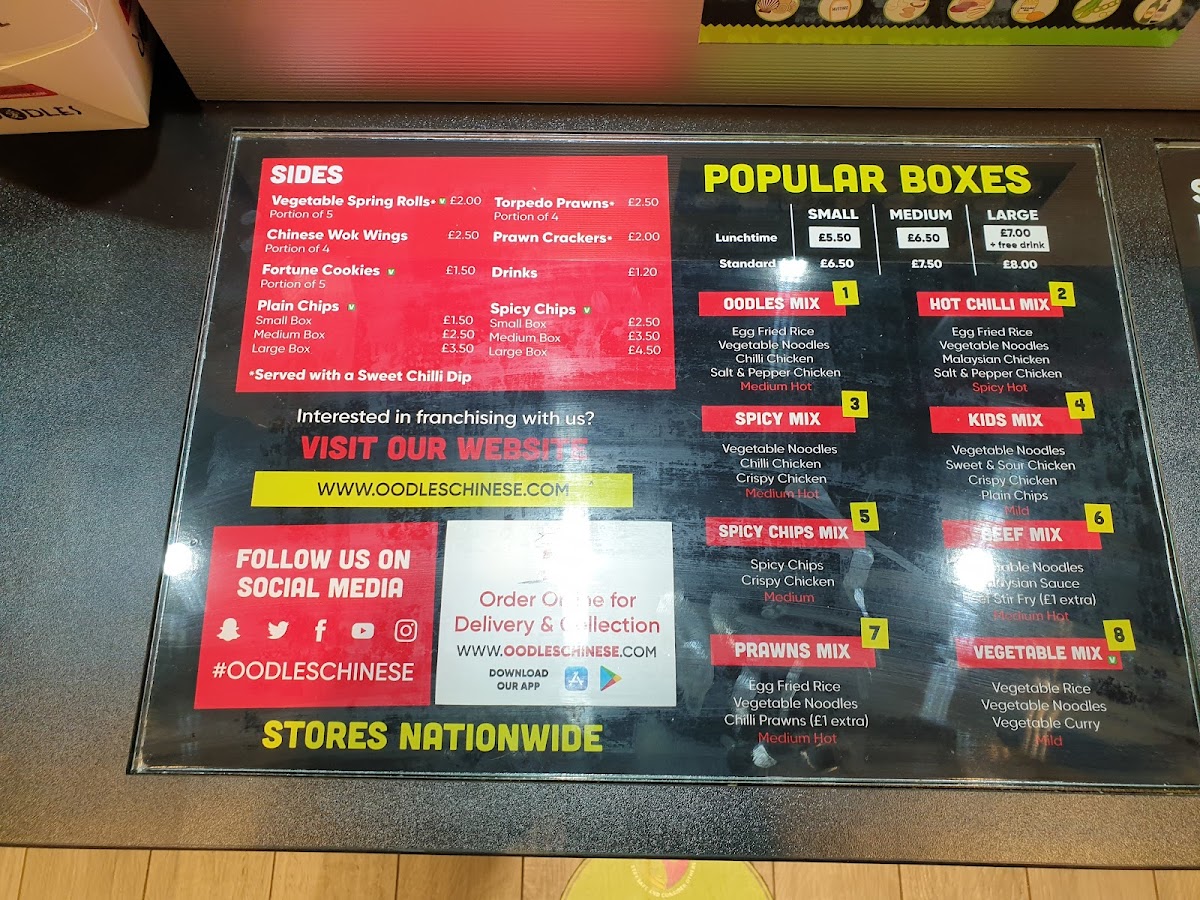 OODLES
SIDES
Vegetable Spring Rolls* V £2.00
Portion of 5
Chinese Wok Wings £2.50
Portion of 4
Fortune Cookies V £1.50
Portion of 5
Plain Chips V
Small Box £1.50
Medium Box £2.50
Large Box £3.50
Torpedo Prawns* £2.50
Portion of 4
Prawn Crackers* £2.00
Drinks £1.20
Spicy Chips V
Small Box £2.50
Medium Box £3.50
Large Box £4.50
*Served with a Sweet Chilli Dip
Interested in franchising with us?
VISIT OUR WEBSITE
WWW.OODLESCHINESE.COM
FOLLOW US ON
SOCIAL MEDIA
#OODLESCHINESE
Order Online for
Delivery & Collection
WWW.OODLESCHINESE.COM
DOWNLOAD
OUR APP
STORES NATIONWIDE
POPULAR BOXES
SMALL MEDIUM LARGE
Lunchtime £5.50 £6.50 £7.00
+ free drink
Standard £6.50 £7.50 £8.00
OODLES MIX 1
Egg Fried Rice
Vegetable Noodles
Chilli Chicken
Salt & Pepper Chicken
Medium Hot
HOT CHILLI MIX 2
Egg Fried Rice
Vegetable Noodles
Malaysian Chicken
Salt & Pepper Chicken
Spicy Hot
SPICY MIX 3
Vegetable Noodles
Chilli Chicken
Crispy Chicken
Medium Hot
KIDS MIX 4
Vegetable Noodles
Sweet & Sour Chicken
Crispy Chicken
Plain Chips
Mild
SPICY CHIPS MIX 5
Spicy Chips
Crispy Chicken
Medium
BEEF MIX 6
Vegetable Noodles
Malaysian Sauce
Beef Stir Fry (£1 extra)
Medium Hot
PRAWNS MIX 7
Egg Fried Rice
Vegetable Noodles
Chilli Prawns (£1 extra)
Medium Hot
VEGETABLE MIX V 8
Vegetable Rice
Vegetable Noodles
Vegetable Curry
Mild